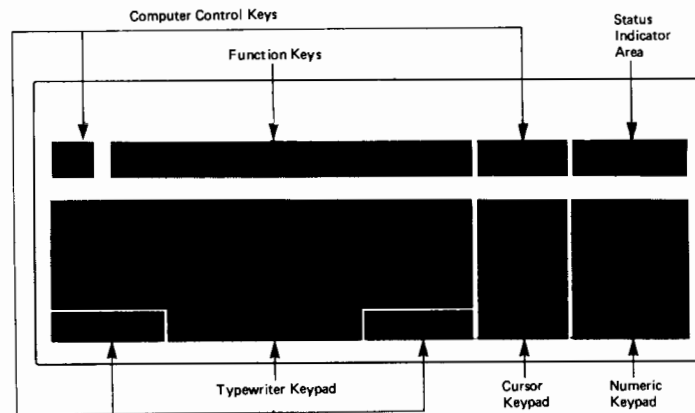 Computer Control Keys
Function Keys
Status
Indicator
Area
Typewriter Keypad
Cursor
Keypad
Numeric
Keypad